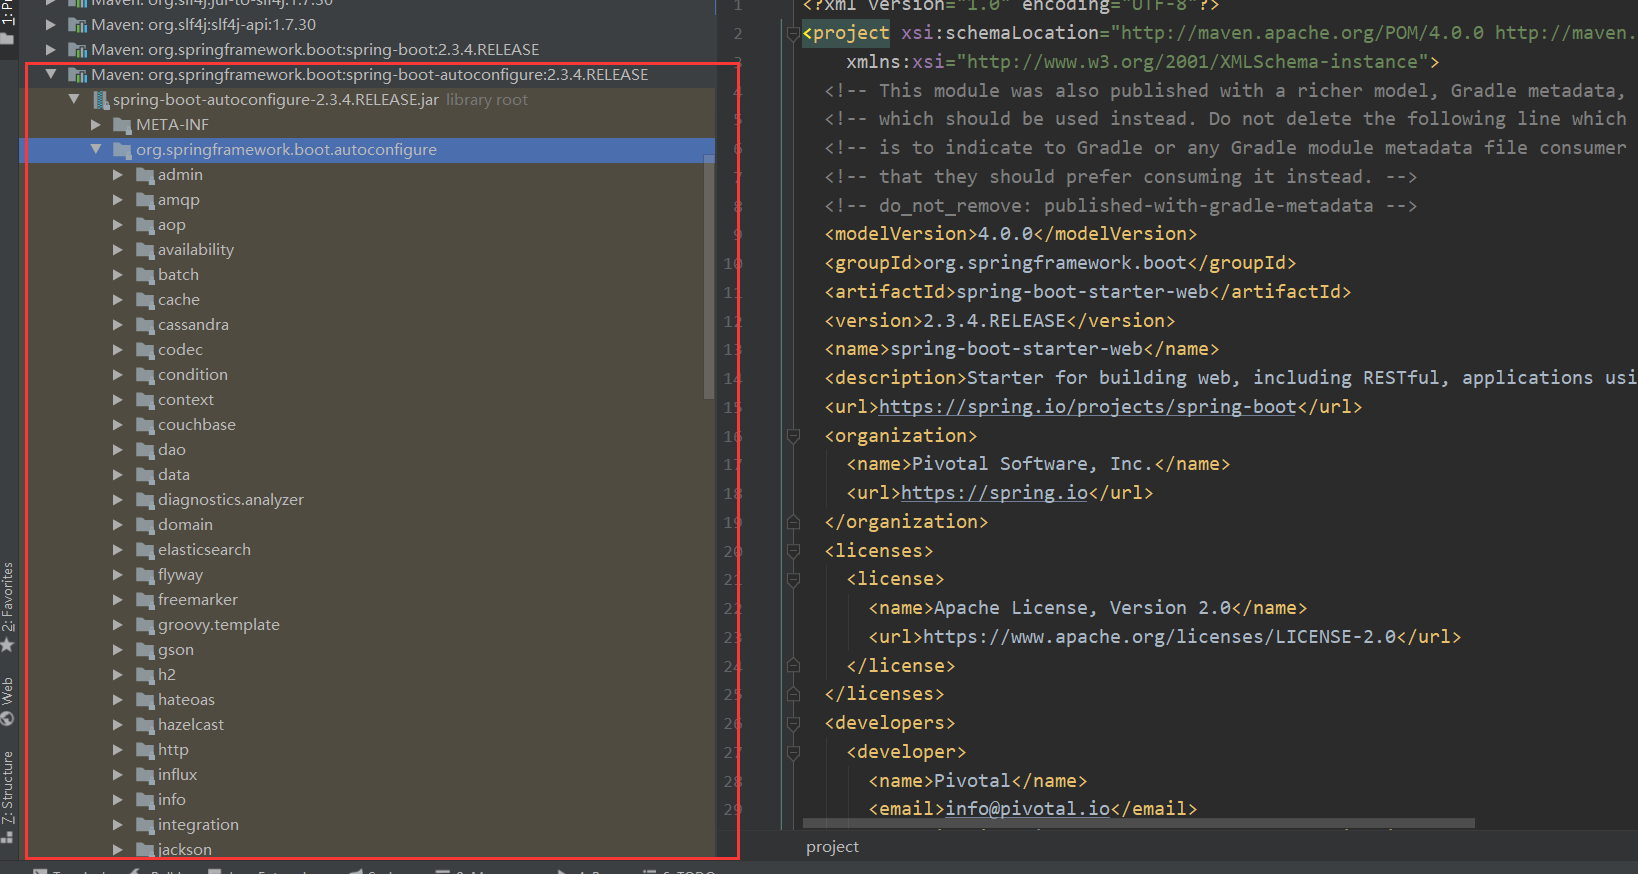 1: P
Maven: org.slf4j:jul-to-slf4j:1.7.30
Maven: org.slf4j:slf4j-api:1.7.30
Maven: org.springframework.boot:spring-boot:2.3.4.RELEASE
Maven: org.springframework.boot:spring-boot-autoconfigure:2.3.4.RELEASE
spring-boot-autoconfigure-2.3.4.RELEASE.jar library root
META-INF
org.springframework.boot.autoconfigure
admin
amqp
aop
availability
batch
cache
cassandra
codec
condition
context
couchbase
dao
data
diagnostics.analyzer
domain
elasticsearch
flyway
freemarker
groovy.template
gson
h2
hateoas
hazelcast
http
influx
info
integration
jackson
2: Favorites
Web
7: Structure
1 <?xml version="1.0" encoding="UTF-8"?>
2 <project xsi:schemaLocation="http://maven.apache.org/POM/4.0.0 http://maven.
3 xmlns:xsi="http://www.w3.org/2001/XMLSchema-instance">
4 <!-- This module was also published with a richer model, Gradle metadata,
5 <!-- which should be used instead. Do not delete the following line which
6 <!-- is to indicate to Gradle or any Gradle module metadata file consumer
7 <!-- that they should prefer consuming it instead. -->
8 <!-- do_not_remove: published-with-gradle-metadata -->
9 <modelVersion>4.0.0</modelVersion>
10 <groupId>org.springframework.boot</groupId>
11 <artifactId>spring-boot-starter-web</artifactId>
12 <version>2.3.4.RELEASE</version>
13 <name>spring-boot-starter-web</name>
14 <description>Starter for building web, including RESTful, applications usi
15 <url>https://spring.io/projects/spring-boot</url>
16 <organization>
17 <name>Pivotal Software, Inc.</name>
18 <url>https://spring.io</url>
19 </organization>
20 <licenses>
21 <license>
22 <name>Apache License, Version 2.0</name>
23 <url>https://www.apache.org/licenses/LICENSE-2.0</url>
24 </license>
25 </licenses>
26 <developers>
27 <developer>
28 <name>Pivotal</name>
29 <email>info@pivotal.io</email>
project